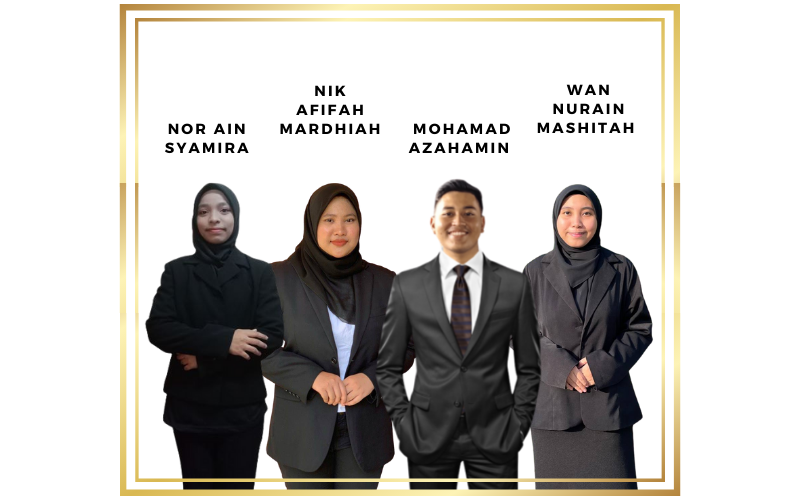 NOR AIN
SYAMIRA
NIK
AFIFAH
MARDHIAH
MOHAMAD
AZAHAMIN
WAN
NURAIN
MASHITAH